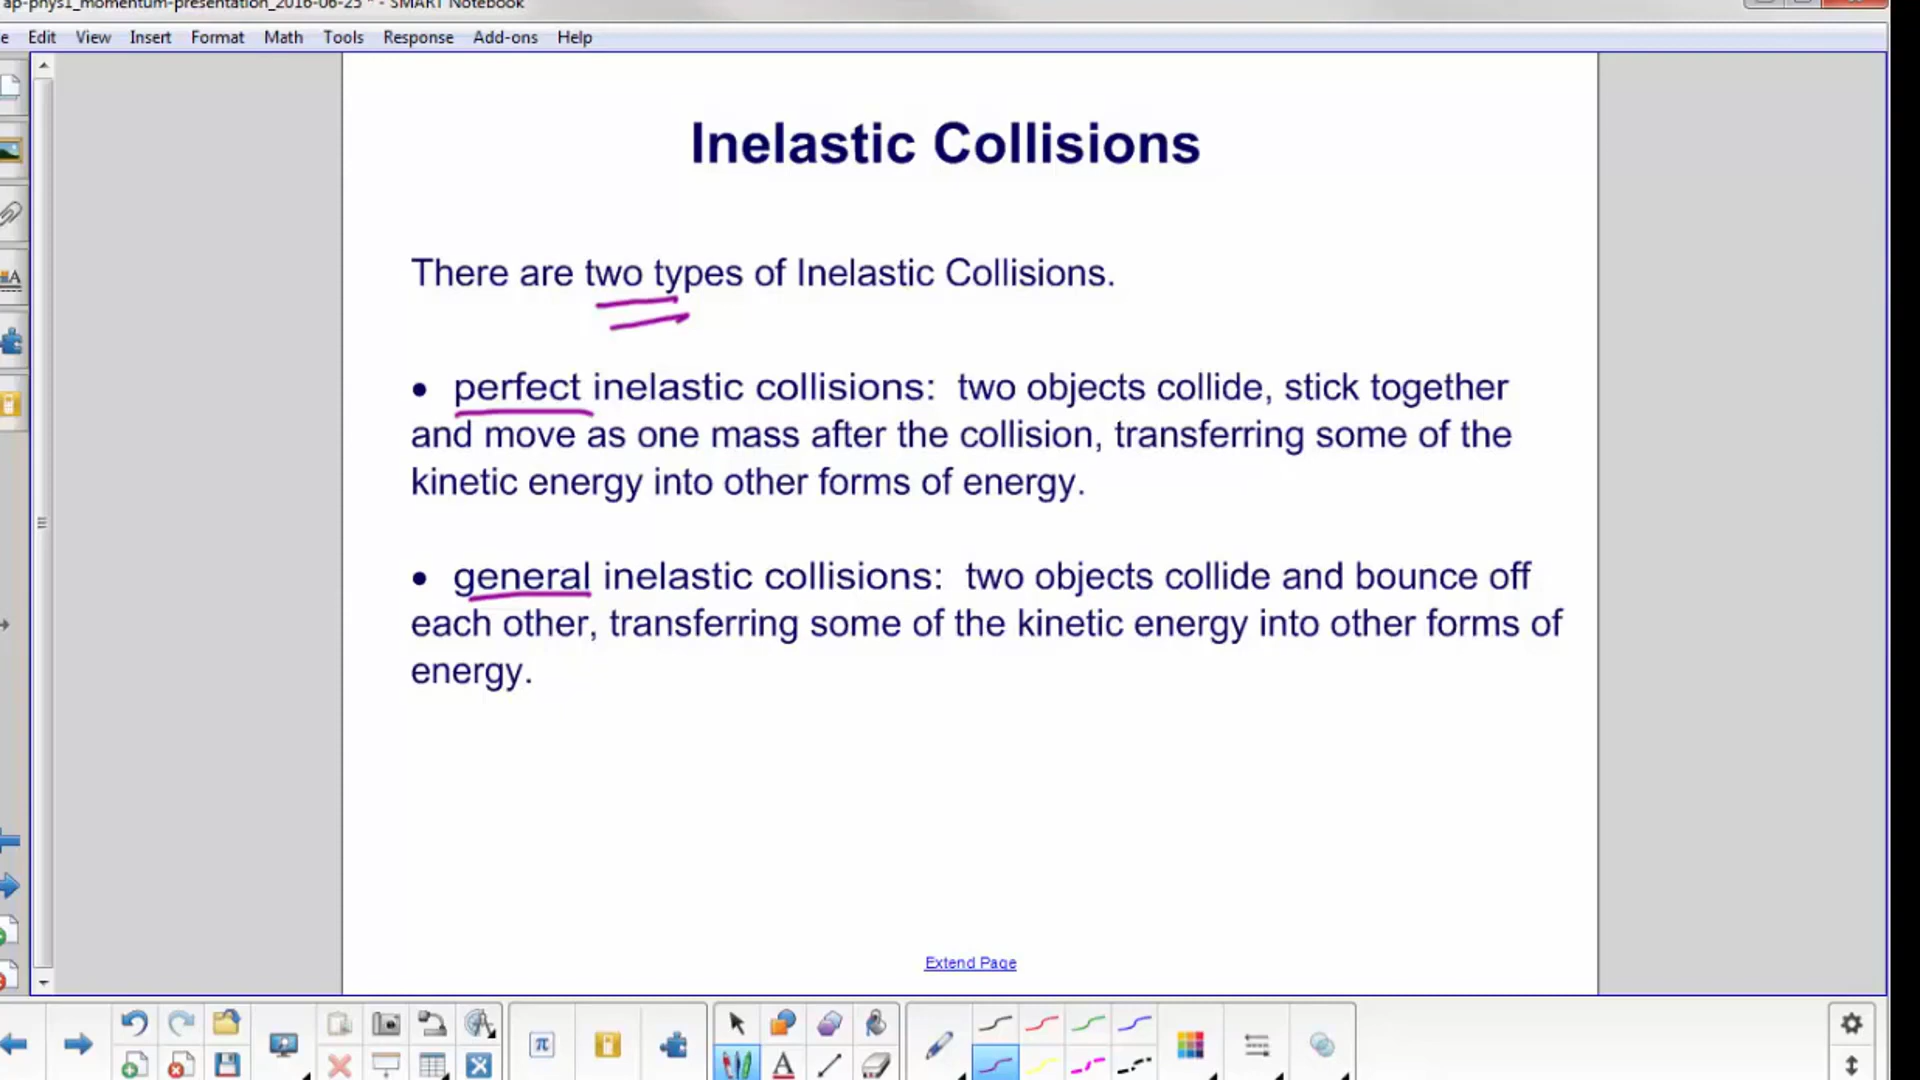 ap-phys1_momentum-presentation_2016-06-23 * - SMART Notebook
Edit View Insert Format Math Tools Response Add-ons Help
Inelastic Collisions
There are two types of Inelastic Collisions.
• perfect inelastic collisions: two objects collide, stick together
and move as one mass after the collision, transferring some of the
kinetic energy into other forms of energy.
• general inelastic collisions: two objects collide and bounce off
each other, transferring some of the kinetic energy into other forms of
energy.
Extend Page